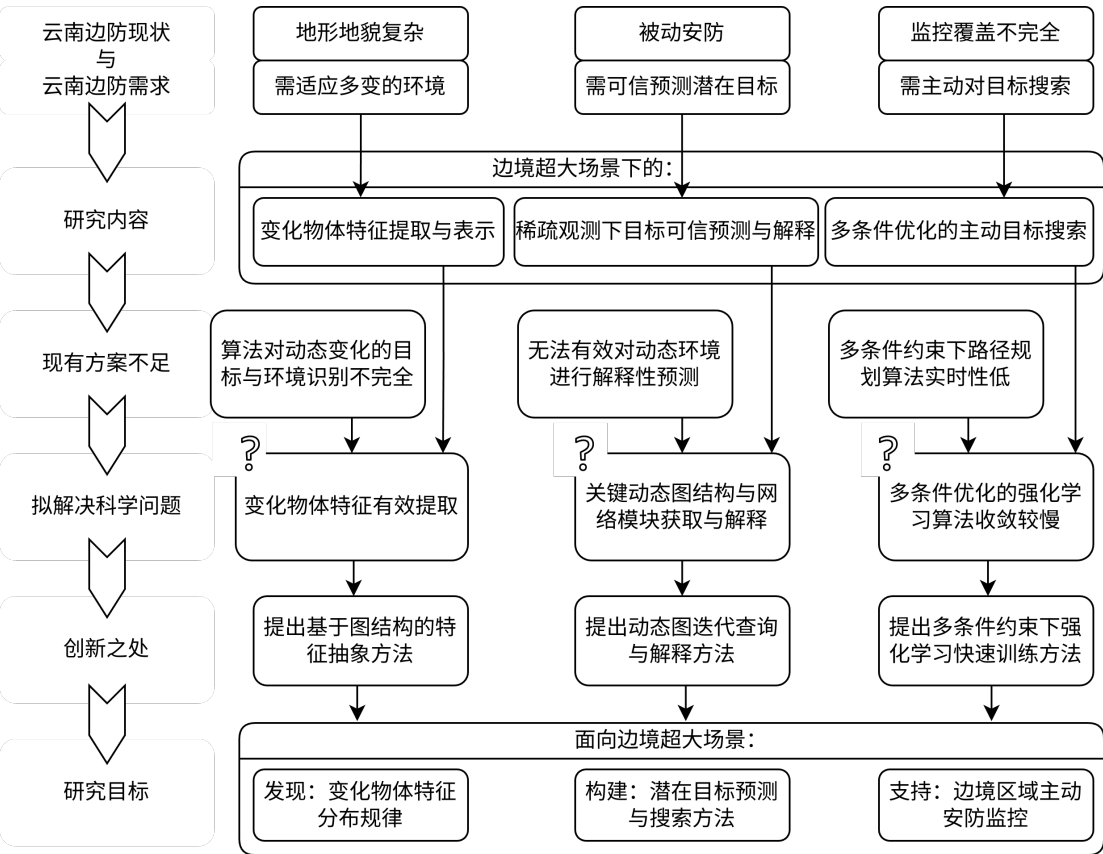 云南边防现状
与
云南边防需求
地形地貌复杂
被动安防
监控覆盖不完全
需适应多变的环境
需可信预测潜在目标
需主动对目标搜索
边境超大场景下的：
研究内容
变化物体特征提取与表示
稀疏观测下目标可信预测与解释
多条件优化的主动目标搜索
现有方案不足
算法对动态变化的目
标与环境识别不完全
无法有效对动态环境
进行解释性预测
多条件约束下路径规
划算法实时性低
?
?
?
拟解决科学问题
变化物体特征有效提取
关键动态图结构与网
络模块获取与解释
多条件优化的强化学
习算法收敛较慢
创新之处
提出基于图结构的特
征抽象方法
提出动态图迭代查询
与解释方法
提出多条件约束下强
化学习快速训练方法
面向边境超大场景：
研究目标
发现：变化物体特征
分布规律
构建：潜在目标预测
与搜索方法
支持：边境区域主动
安防监控